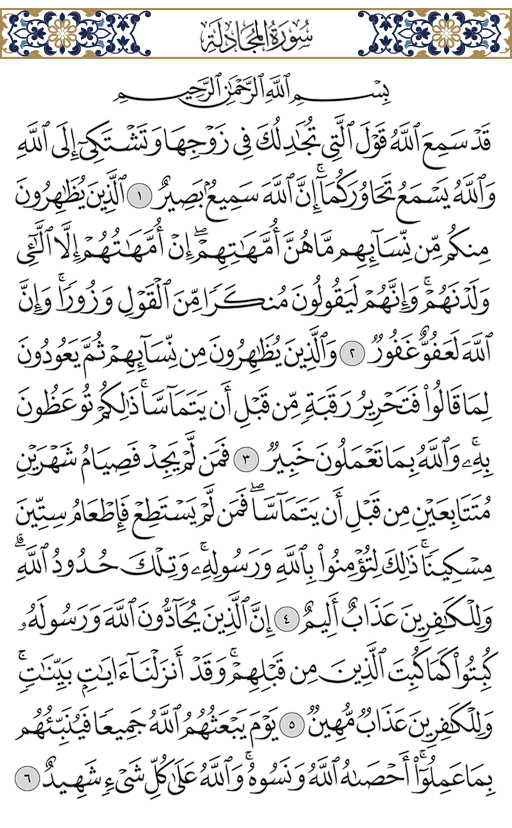 سُورَةُ المُجَادلَة
بِسْمِ ٱللَّهِ ٱلرَّحْمَٰنِ ٱلرَّحِيمِ
قَدْ سَمِعَ ٱللَّهُ قَوْلَ ٱلَّتِى تُجَٰدِلُكَ فِى زَوْجِهَا وَتَشْتَكِىٓ إِلَى ٱللَّهِ
وَٱللَّهُ يَسْمَعُ تَحَاوُرَكُمَآ ۚ إِنَّ ٱللَّهَ سَمِيعٌۢ بَصِيرٌ ١ ٱلَّذِينَ يُظَٰهِرُونَ
مِنكُم مِّن نِّسَآئِهِم مَّا هُنَّ أُمَّهَٰتِهِمْ ۖ إِنْ أُمَّهَٰتُهُمْ إِلَّا ٱلَّٰٓـِٔى
وَلَدْنَهُمْ ۚ وَإِنَّهُمْ لَيَقُولُونَ مُنكَرًا مِّنَ ٱلْقَوْلِ وَزُورًا ۚ وَإِنَّ
ٱللَّهَ لَعَفُوٌّ غَفُورٌ ٢ وَٱلَّذِينَ يُظَٰهِرُونَ مِن نِّسَآئِهِمْ ثُمَّ يَعُودُونَ
لِمَا قَالُوا۟ فَتَحْرِيرُ رَقَبَةٍ مِّن قَبْلِ أَن يَتَمَآسَّا ۚ ذَٰلِكُمْ تُوعَظُونَ
بِهِۦ ۚ وَٱللَّهُ بِمَا تَعْمَلُونَ خَبِيرٌ ٣ فَمَن لَّمْ يَجِدْ فَصِيَامُ شَهْرَيْنِ
مُتَتَابِعَيْنِ مِن قَبْلِ أَن يَتَمَآسَّا ۖ فَمَن لَّمْ يَسْتَطِعْ فَإِطْعَامُ سِتِّينَ
مِسْكِينًا ۚ ذَٰلِكَ لِتُؤْمِنُوا۟ بِٱللَّهِ وَرَسُولِهِۦ ۚ وَتِلْكَ حُدُودُ ٱللَّهِ ۗ
وَلِلْكَٰفِرِينَ عَذَابٌ أَلِيمٌ ٤ إِنَّ ٱلَّذِينَ يُحَآدُّونَ ٱللَّهَ وَرَسُولَهُۥ
كُبِتُوا۟ كَمَا كُبِتَ ٱلَّذِينَ مِن قَبْلِهِمْ ۚ وَقَدْ أَنزَلْنَآ ءَايَٰتٍۭ بَيِّنَٰتٍ ۚ
وَلِلْكَٰفِرِينَ عَذَابٌ مُّهِينٌ ٥ يَوْمَ يَبْعَثُهُمُ ٱللَّهُ جَمِيعًا فَيُنَبِّئُهُم
بِمَا عَمِلُوٓا۟ ۚ أَحْصَىٰهُ ٱللَّهُ وَنَسُوهُ ۚ وَٱللَّهُ عَلَىٰ كُلِّ شَىْءٍ شَهِيدٌ ٦